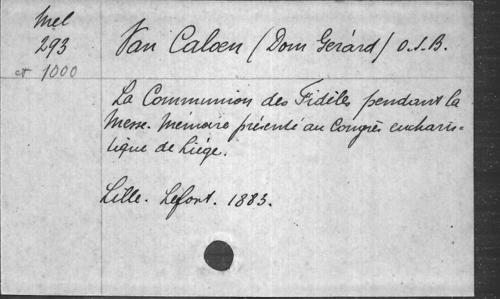 Mel
293
et 1000
Van Caloen (Dom Gérard) O.S.B.
La Communion des Fidèles pendant la
Messe. Mémoire présenté au Congrès eucharis=
tique de Liége.
Lille. Lefort. 1883.